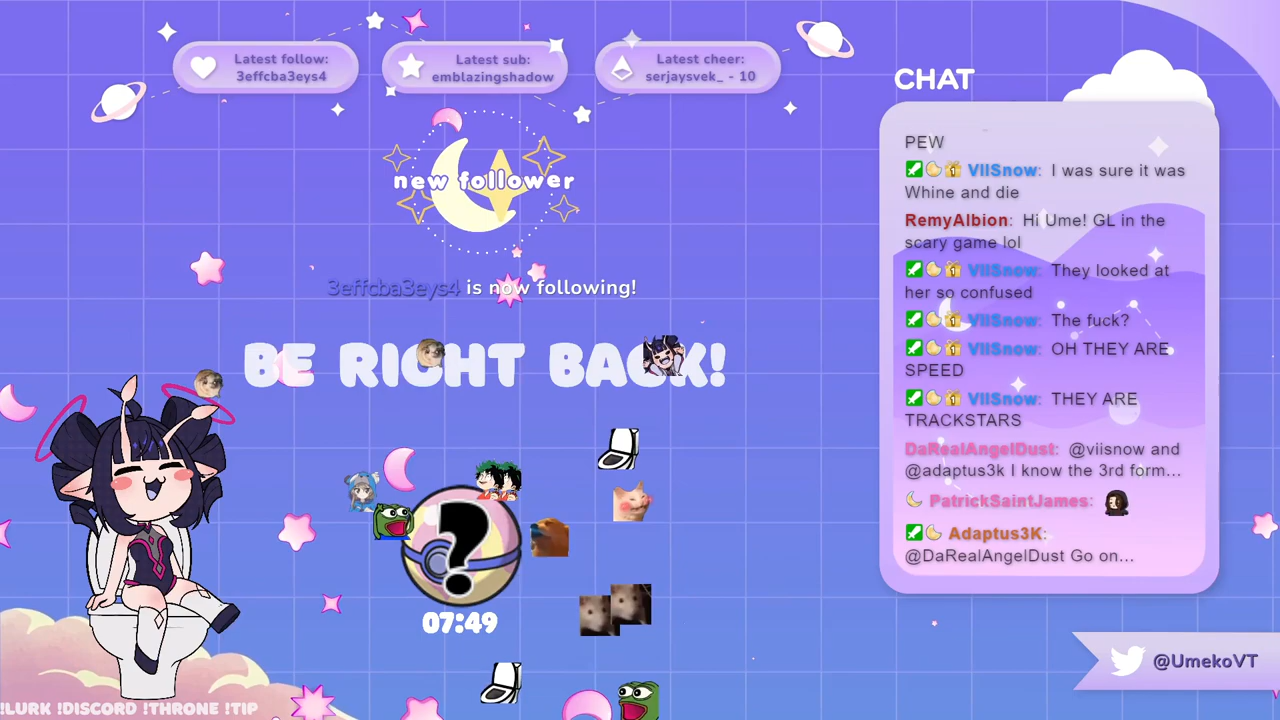 Latest follow:
3effcba3eys4
Latest sub:
emblazingshadow
Latest cheer:
serjaysvek_ - 10
new follower
3effcba3eys4 is now following!
BE RIGHT BACK!
?
07:49
!LURK !DISCORD !THRONE !TIP
CHAT
PEW
VIISnow: I was sure it was
Whine and die
RemyAlbion: Hi Ume! GL in the
scary game lol
VIISnow: They looked at
her so confused
VIISnow: The fuck?
VIISnow: OH THEY ARE
SPEED
VIISnow: THEY ARE
TRACKSTARS
DaRealAngelDust: @viisnow and
@adaptus3k I know the 3rd form...
PatrickSaintJames:
Adaptus3K:
@DaRealAngelDust Go on...
@UmekoVT